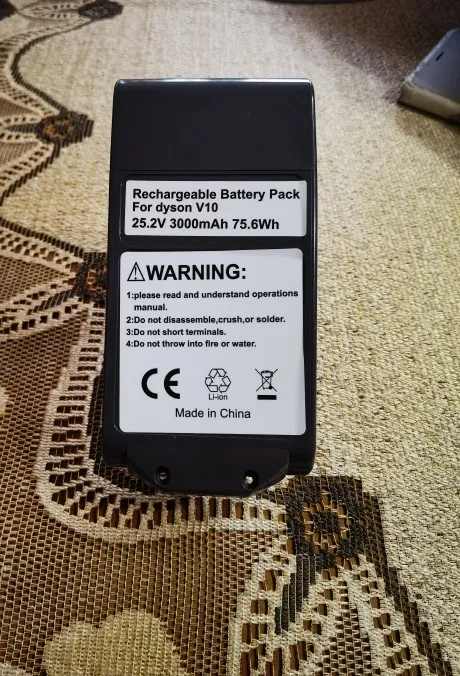 Rechargeable Battery Pack
For dyson V10
25.2V 3000mAh 75.6Wh
WARNING:
1:please read and understand operations
manual.
2:Do not disassemble,crush,or solder.
3:Do not short terminals.
4:Do not throw into fire or water.
CE
Li-ion
Made in China